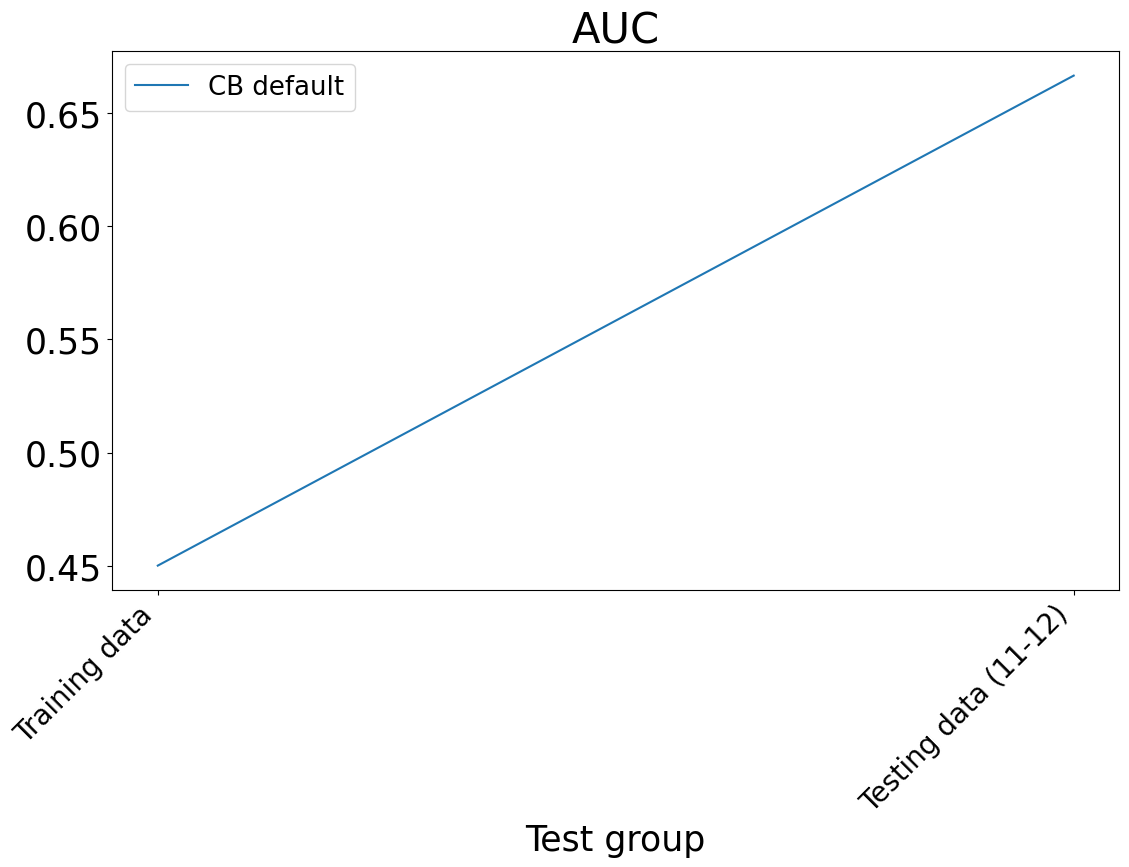 AUC
CB default
0.65
0.60
0.55
0.50
0.45
Training data
Testing data (11-12)
Test group